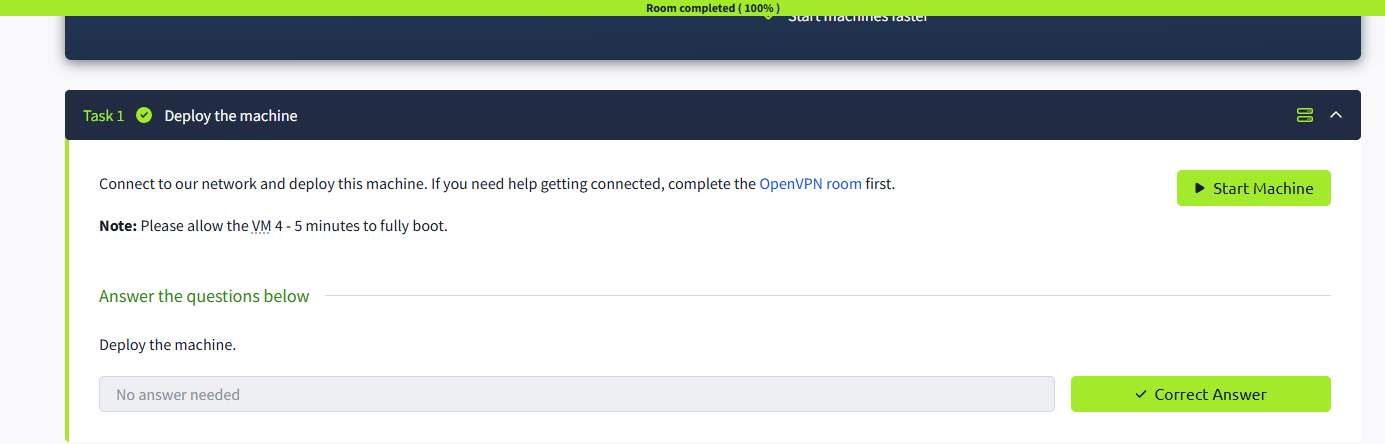 Room completed ( 100% )
Start machines faster
Task 1 Deploy the machine
Connect to our network and deploy this machine. If you need help getting connected, complete the OpenVPN room first.
Start Machine
Note: Please allow the VM 4 - 5 minutes to fully boot.
Answer the questions below
Deploy the machine.
No answer needed
Correct Answer